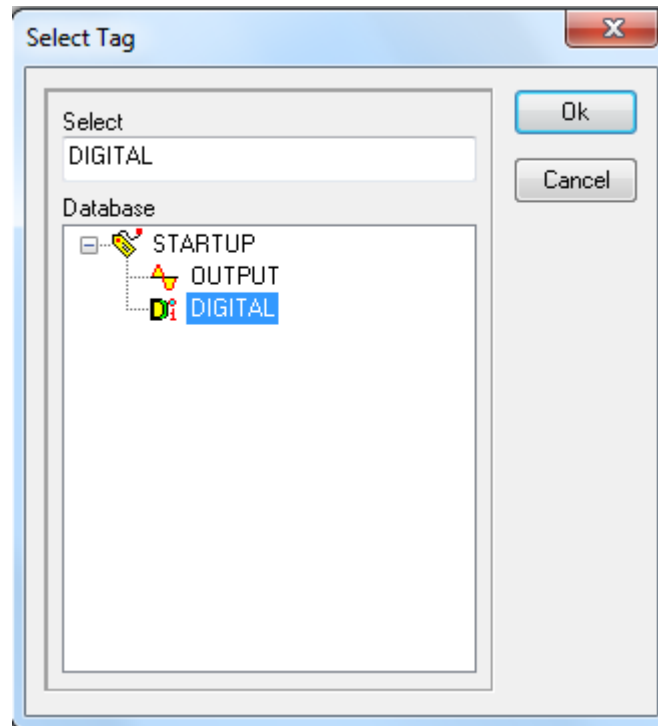 Select Tag
Select
DIGITAL
Database
STARTUP
OUTPUT
DIGITAL
Ok
Cancel